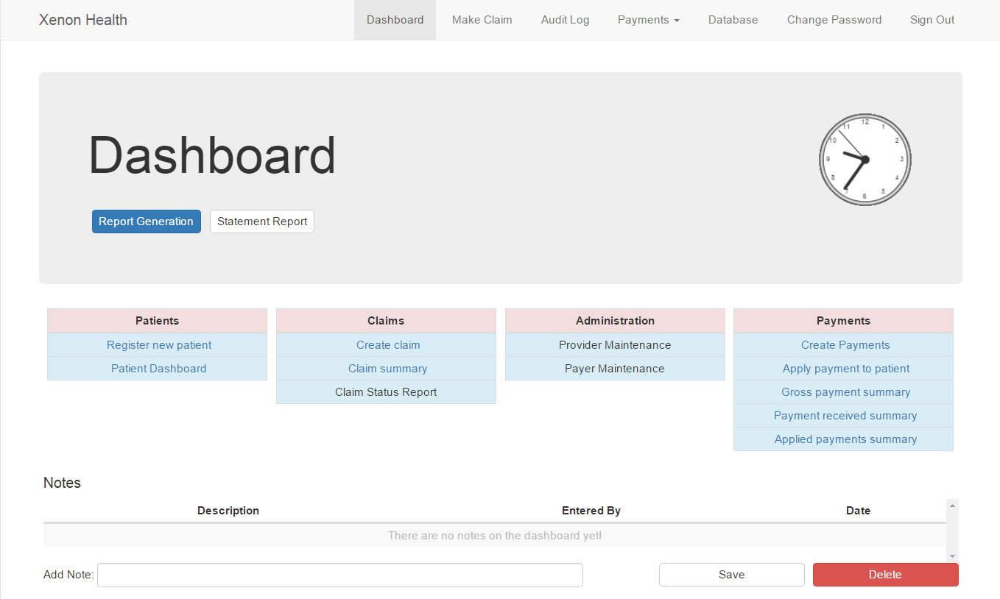 Xenon Health Dashboard Make Claim Audit Log Payments Database Change Password Sign Out
Dashboard
Report Generation Statement Report
12
1
2
3
4
5
6
7
8
9
10
11
Patients
Register new patient
Patient Dashboard
Claims
Create claim
Claim summary
Claim Status Report
Administration
Provider Maintenance
Payer Maintenance
Payments
Create Payments
Apply payment to patient
Gross payment summary
Payment received summary
Applied payments summary
Notes
Description Entered By Date
There are no notes on the dashboard yet!
Add Note: Save Delete